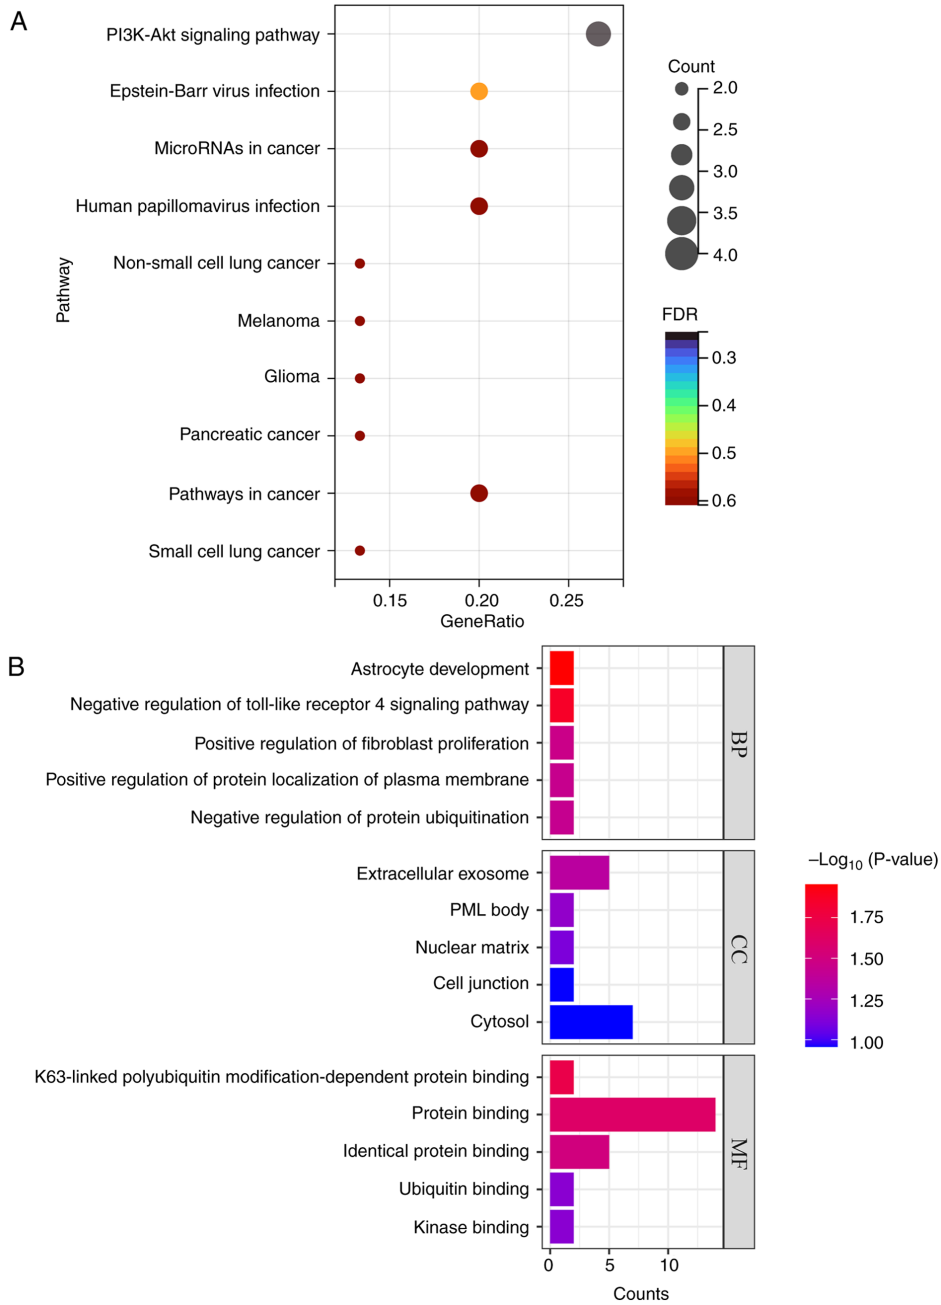 A
PI3K-Akt signaling pathway
Epstein-Barr virus infection
MicroRNAs in cancer
Human papillomavirus infection
Non-small cell lung cancer
Melanoma
Glioma
Pancreatic cancer
Pathways in cancer
Small cell lung cancer
Pathway
0.15 0.20 0.25
GeneRatio
Count
2.0
2.5
3.0
3.5
4.0
FDR
0.3
0.4
0.5
0.6
B
Astrocyte development
Negative regulation of toll-like receptor 4 signaling pathway
Positive regulation of fibroblast proliferation
Positive regulation of protein localization of plasma membrane
Negative regulation of protein ubiquitination
BP
Extracellular exosome
PML body
Nuclear matrix
Cell junction
Cytosol
CC
K63-linked polyubiquitin modification-dependent protein binding
Protein binding
Identical protein binding
Ubiquitin binding
Kinase binding
MF
0 5 10
Counts
–Log10 (P-value)
1.75
1.50
1.25
1.00